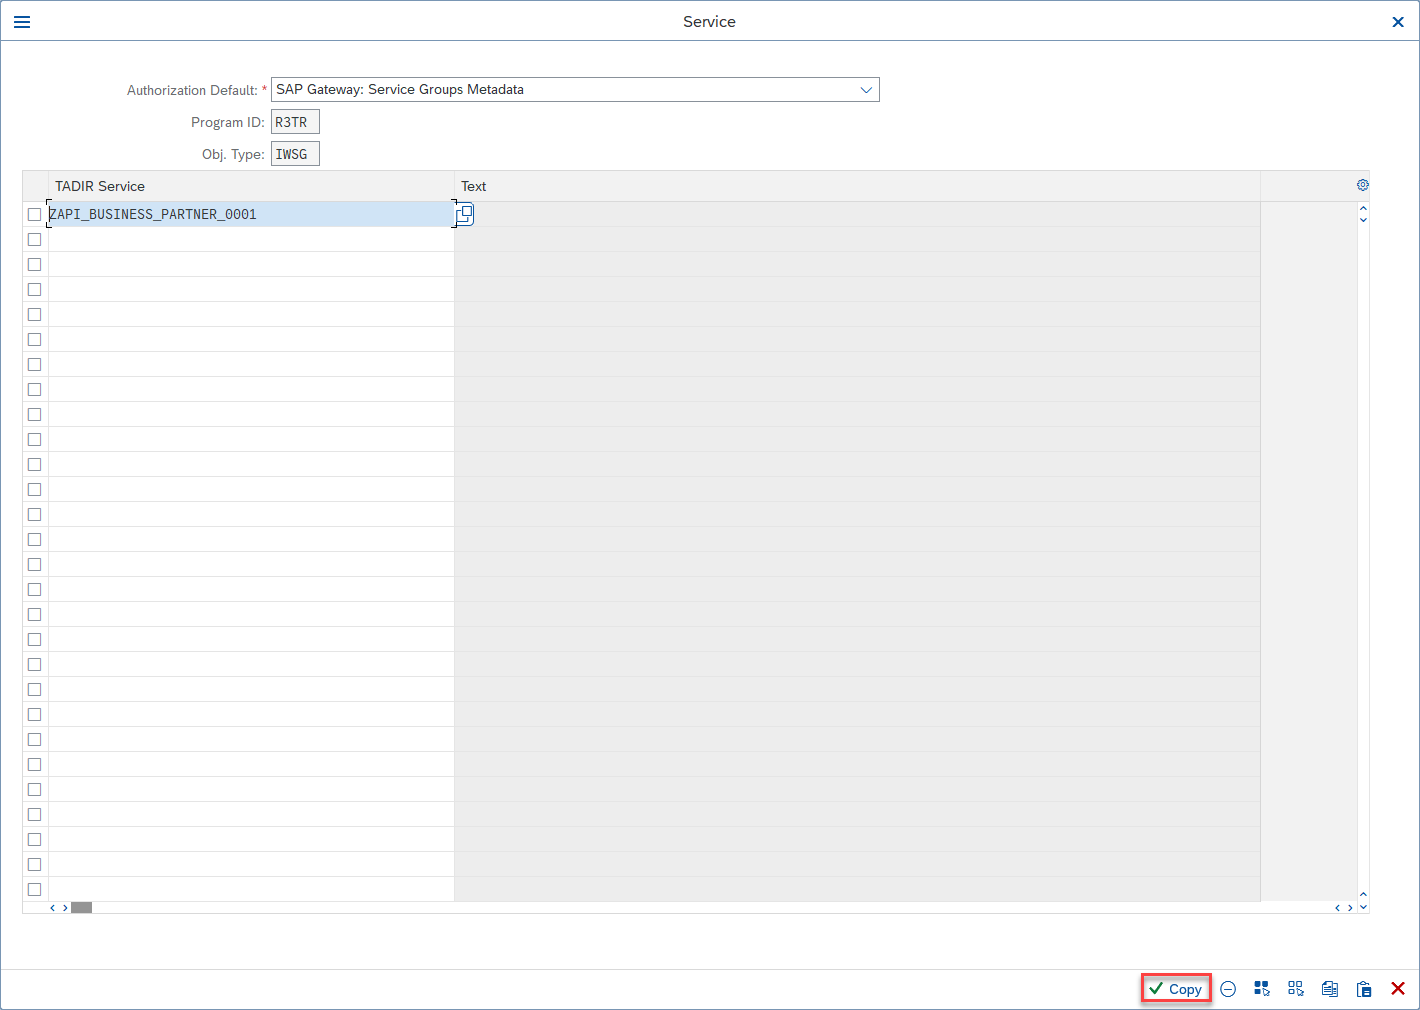 Service
Authorization Default: * SAP Gateway: Service Groups Metadata
Program ID: R3TR
Obj. Type: IWSG
TADIR Service Text
ZAPI_BUSINESS_PARTNER_0001
Copy